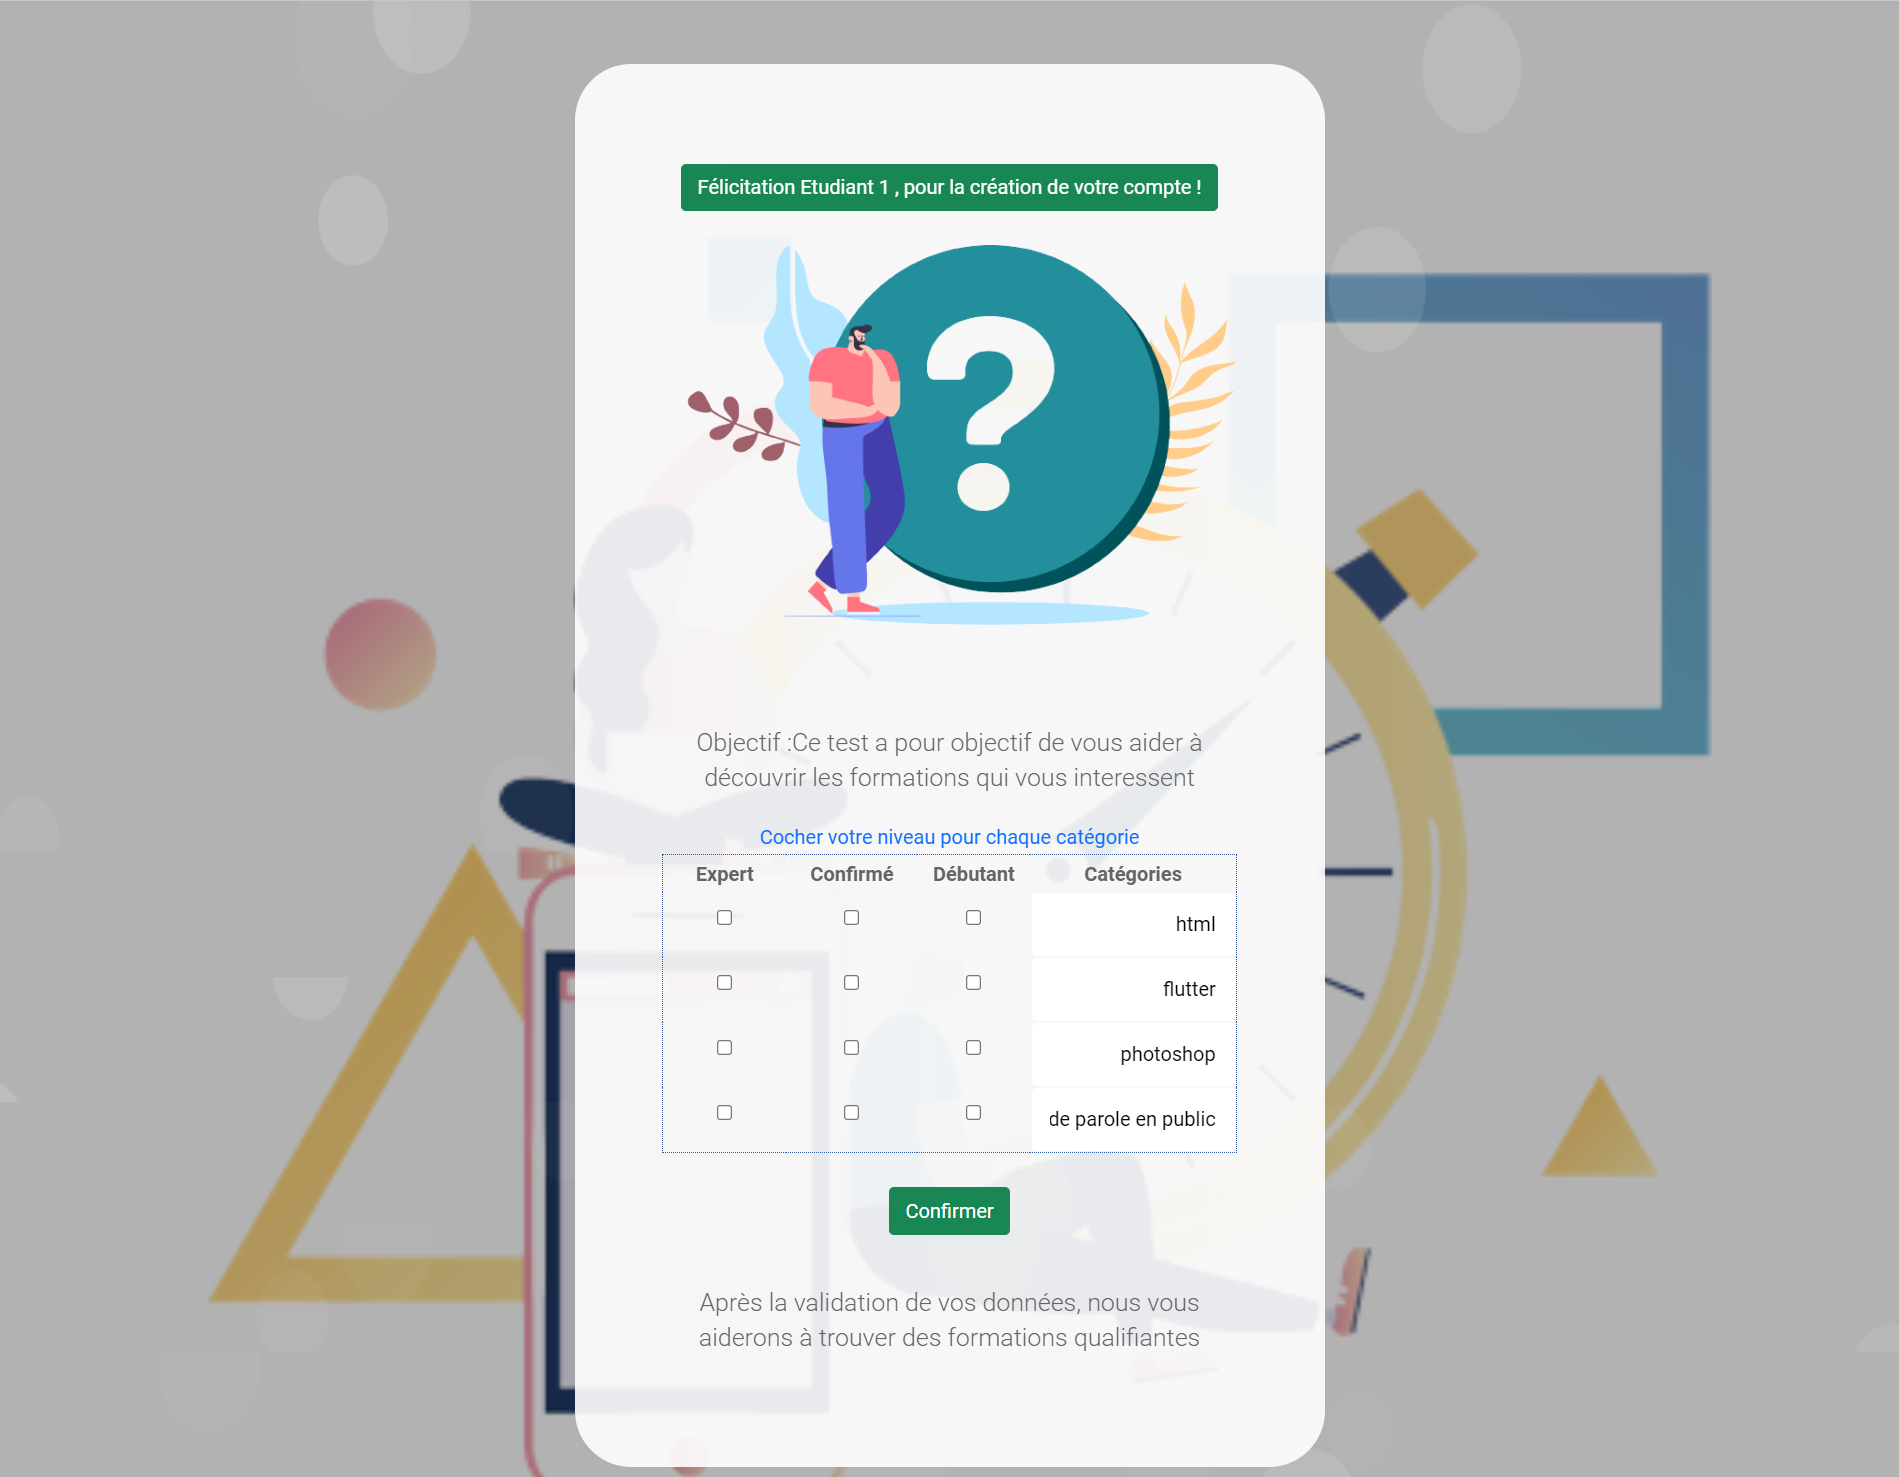 Félicitation Etudiant 1 , pour la création de votre compte !
?
Objectif :Ce test a pour objectif de vous aider à
découvrir les formations qui vous interessent
Cocher votre niveau pour chaque catégorie
Expert Confirmé Débutant Catégories
html
flutter
photoshop
de parole en public
Confirmer
Après la validation de vos données, nous vous
aiderons à trouver des formations qualifiantes